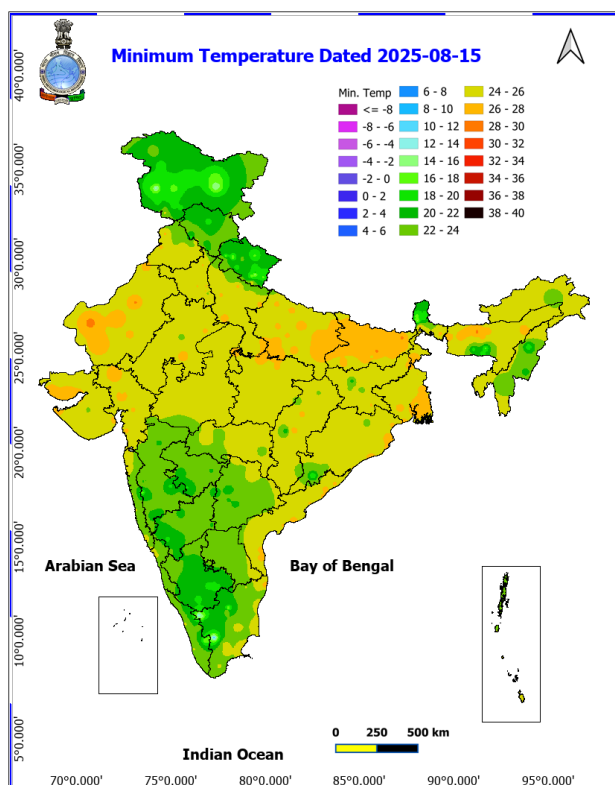 Minimum Temperature Dated 2025-08-15
Min. Temp
<= -8
-8 - -6
-6 - -4
-4 - -2
-2 - 0
0 - 2
2 - 4
4 - 6
6 - 8
8 - 10
10 - 12
12 - 14
14 - 16
16 - 18
18 - 20
20 - 22
22 - 24
24 - 26
26 - 28
28 - 30
30 - 32
32 - 34
34 - 36
36 - 38
38 - 40
40°0.000'
35°0.000'
30°0.000'
25°0.000'
20°0.000'
15°0.000'
10°0.000'
5°0.000'
Arabian Sea
Bay of Bengal
Indian Ocean
0 250 500 km
70°0.000' 75°0.000' 80°0.000' 85°0.000' 90°0.000' 95°0.000'